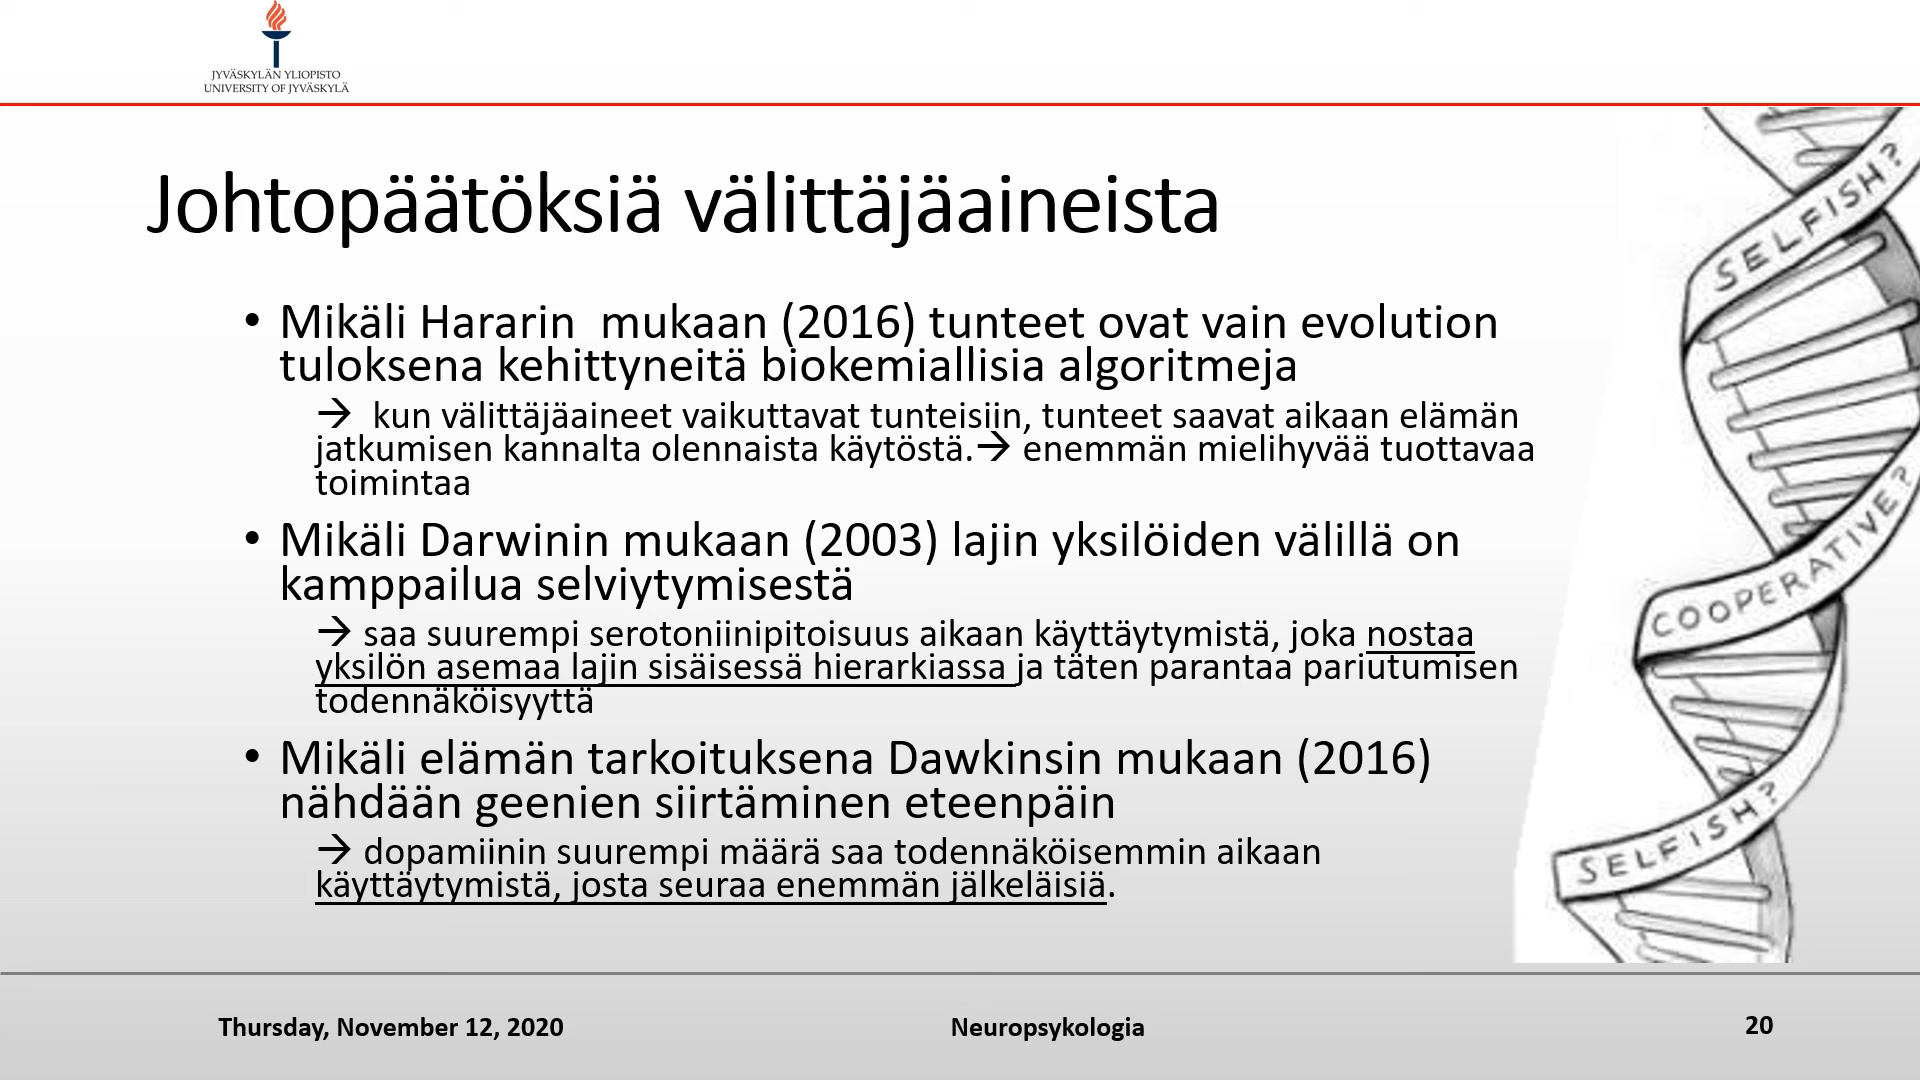 JYVÄSKYLÄN YLIOPISTO
UNIVERSITY OF JYVÄSKYLÄ
Johtopäätöksiä välittäjäaineista
• Mikäli Hararin  mukaan (2016) tunteet ovat vain evolution
tuloksena kehittyneitä biokemiallisia algoritmeja
→ kun välittäjäaineet vaikuttavat tunteisiin, tunteet saavat aikaan elämän
jatkumisen kannalta olennaista käytöstä.→ enemmän mielihyvää tuottavaa
toimintaa
• Mikäli Darwinin mukaan (2003) lajin yksilöiden välillä on
kamppailua selviytymisestä
→ saa suurempi serotoniinipitoisuus aikaan käyttäytymistä, joka nostaa
yksilön asemaa lajin sisäisessä hierarkiassa ja täten parantaa pariutumisen
todennäköisyyttä
• Mikäli elämän tarkoituksena Dawkinsin mukaan (2016)
nähdään geenien siirtäminen eteenpäin
→ dopamiinin suurempi määrä saa todennäköisemmin aikaan
käyttäytymistä, josta seuraa enemmän jälkeläisiä.
SELFISH?
COOPERATIVE?
SELFISH?
Thursday, November 12, 2020
Neuropsykologia
20